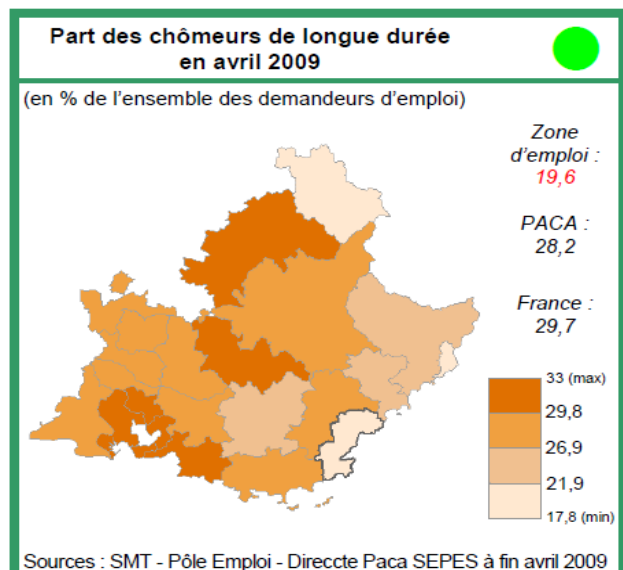 Part des chômeurs de longue durée
en avril 2009
(en % de l'ensemble des demandeurs d'emploi)
Zone
d'emploi :
19,6
PACA :
28,2
France :
29,7
33 (max)
29,8
26,9
21,9
17,8 (min)
Sources : SMT - Pôle Emploi - Direccte Paca SEPES à fin avril 2009